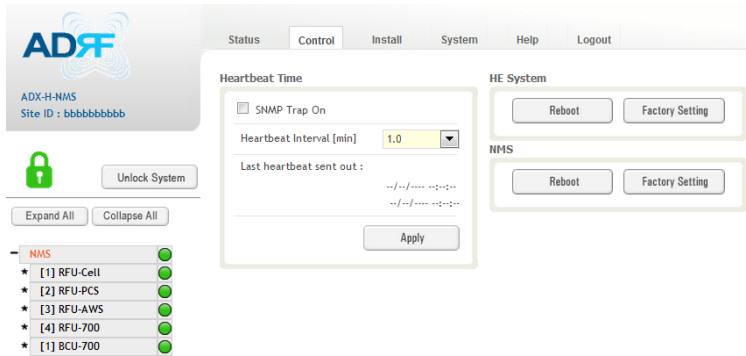 ADRF
ADX-H-NMS
Site ID : bbbbbbbbbb
Unlock System
Expand All Collapse All
NMS
[1] RFU-Cell
[2] RFU-PCS
[3] RFU-AWS
[4] RFU-700
[1] BCU-700
Status Control Install System Help Logout
Heartbeat Time
SNMP Trap On
Heartbeat Interval [min] 1.0
Last heartbeat sent out :
--/--/---- --:--:--
--/--/---- --:--:--
Apply
HE System
Reboot Factory Setting
NMS
Reboot Factory Setting